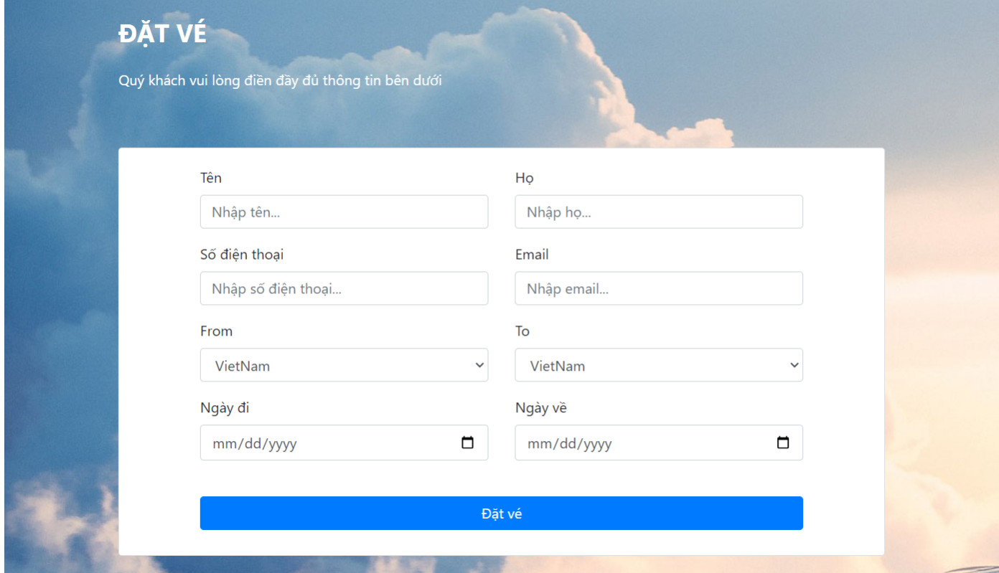 ĐẶT VÉ
Quý khách vui lòng điền đầy đủ thông tin bên dưới
Tên
Họ
Nhập tên...
Nhập họ...
Số điện thoại
Email
Nhập số điện thoại...
Nhập email...
From
To
VietNam
VietNam
Ngày đi
Ngày về
mm/dd/yyyy
mm/dd/yyyy
Đặt vé